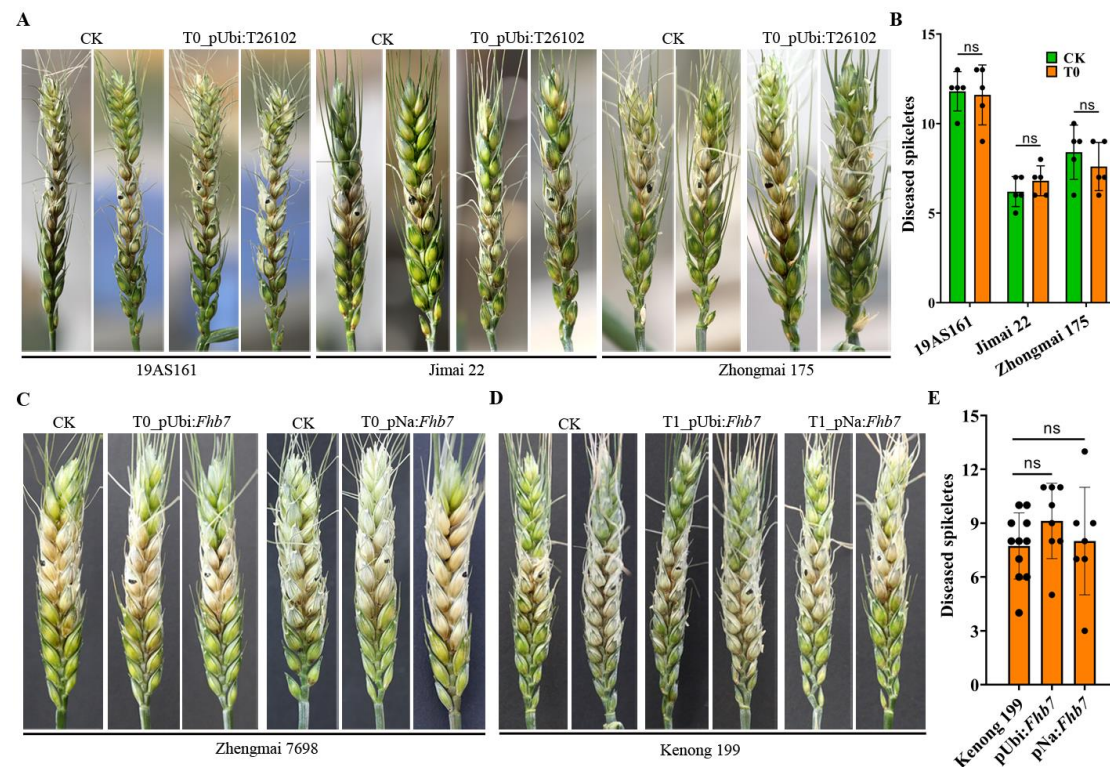 A
CK
T0_pUbi:T26102
CK
T0_pUbi:T26102
CK
T0_pUbi:T26102
19AS161
Jimai 22
Zhongmai 175
B
15
10
5
0
Diseased spikeletes
ns
ns
ns
CK
T0
19AS161
Jimai 22
Zhongmai 175
C
CK
T0_pUbi:Fhb7
CK
T0_pNa:Fhb7
Zhengmai 7698
D
CK
T1_pUbi:Fhb7
T1_pNa:Fhb7
Kenong 199
E
15
12
9
6
3
0
Diseased spikeletes
ns
ns
Kenong 199
pUbi:Fhb7
pNa:Fhb7